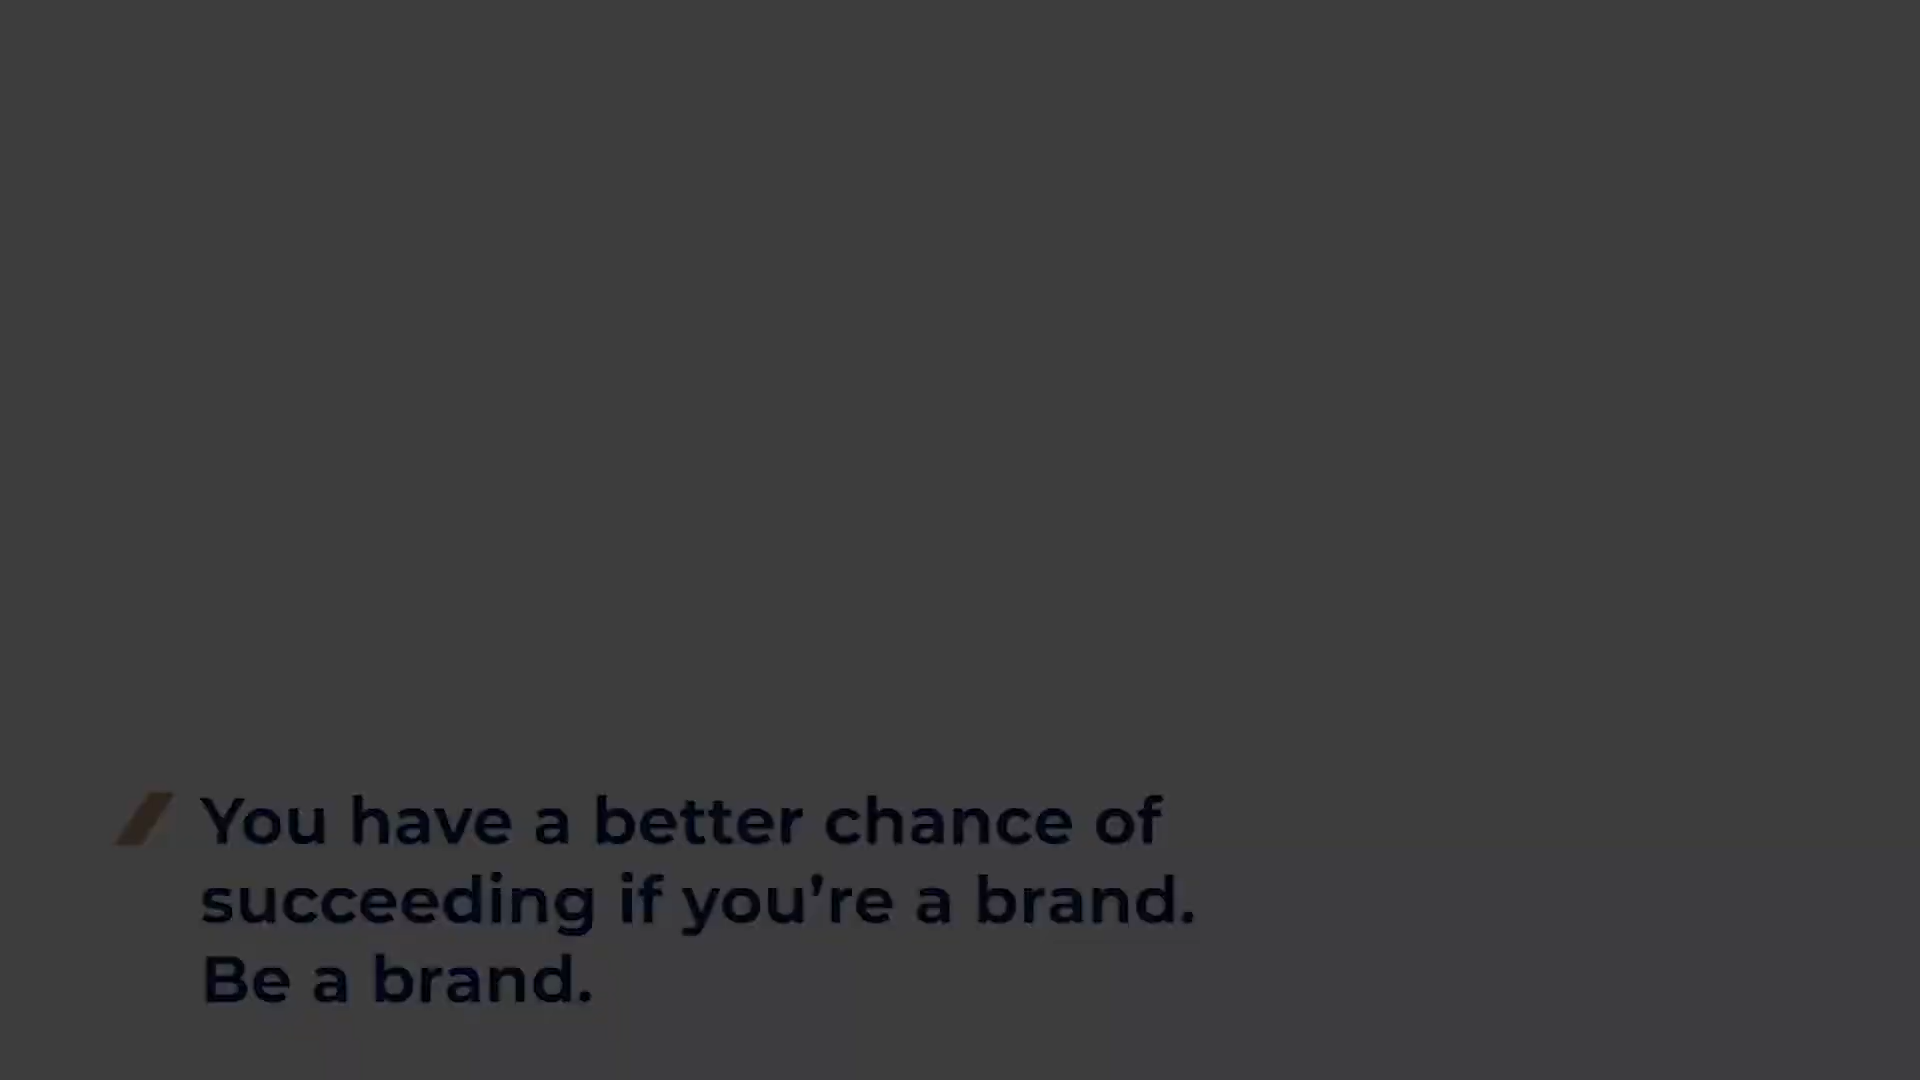 You have a better chance of
succeeding if you’re a brand.
Be a brand.